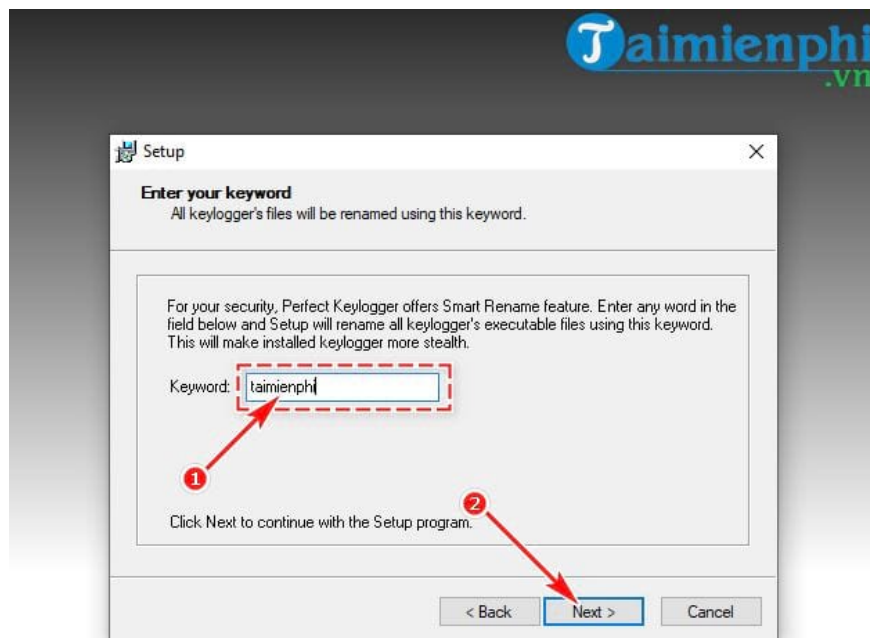 Taimienphi
.vn
Setup
Enter your keyword
All keylogger's files will be renamed using this keyword.
For your security, Perfect Keylogger offers Smart Rename feature. Enter any word in the
field below and Setup will rename all keylogger's executable files using this keyword.
This will make installed keylogger more stealth.
Keyword: taimienphi
1
2
Click Next to continue with the Setup program.
< Back Next > Cancel